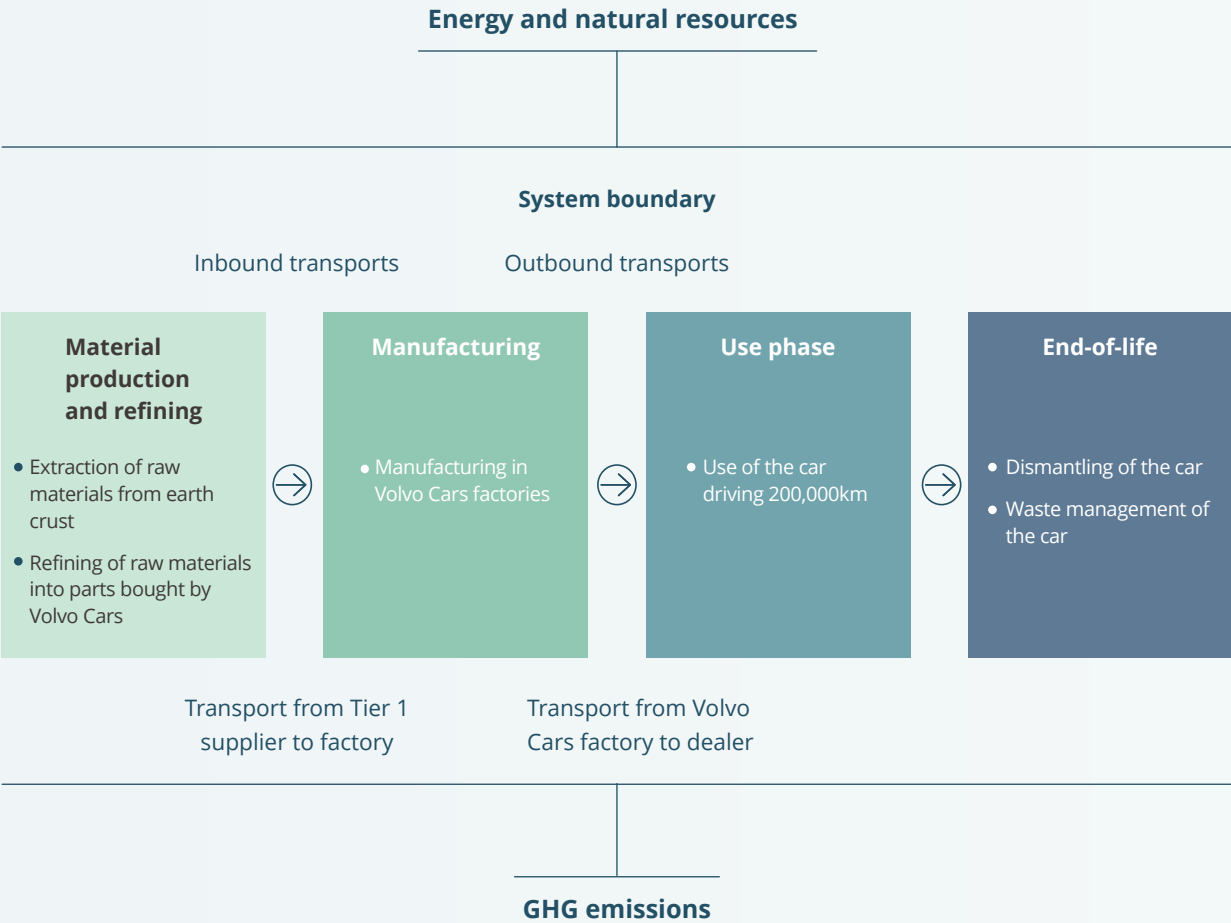 Energy and natural resources
System boundary
Inbound transports
Outbound transports
Material
production
and refining
• Extraction of raw
materials from earth
crust
• Refining of raw materials
into parts bought by
Volvo Cars
Manufacturing
• Manufacturing in
Volvo Cars factories
Use phase
• Use of the car
driving 200,000km
End-of-life
• Dismantling of the car
• Waste management of
the car
Transport from Tier 1
supplier to factory
Transport from Volvo
Cars factory to dealer
GHG emissions